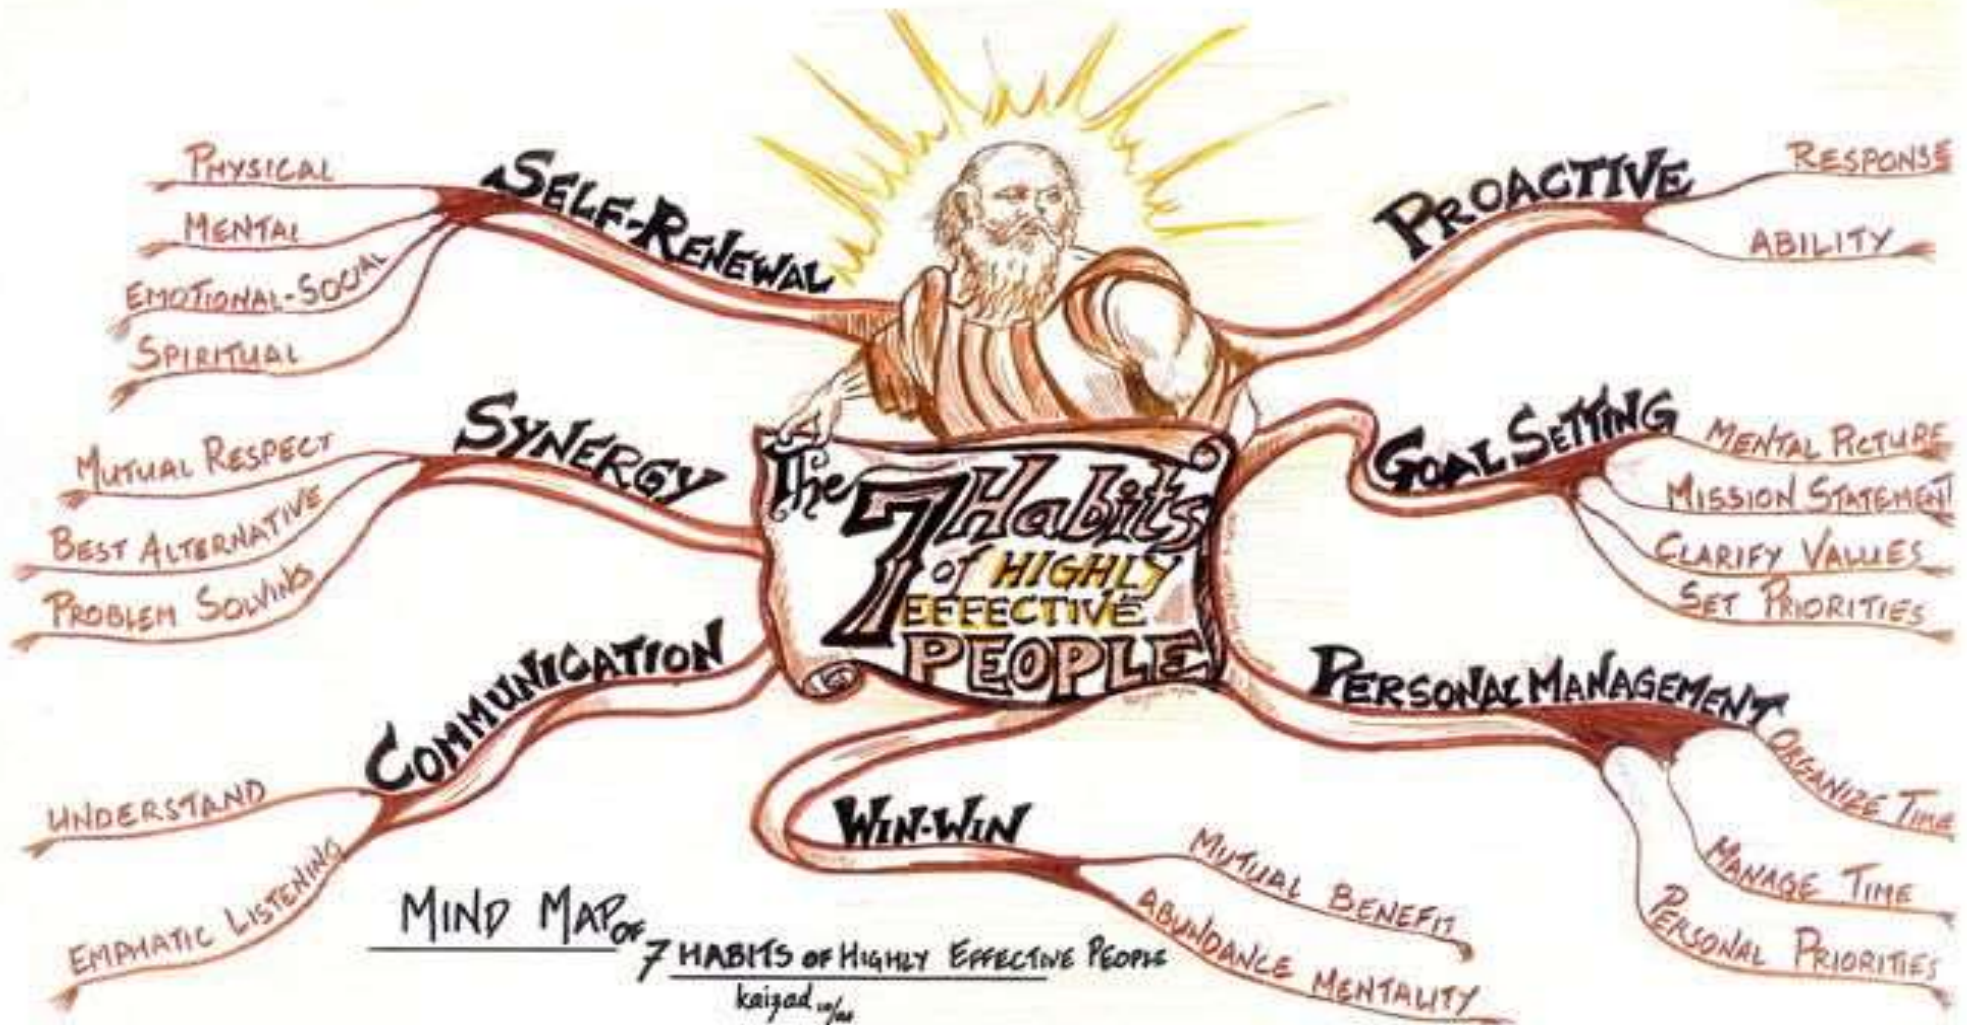 The 7 Habits
of HIGHLY
EFFECTIVE
PEOPLE
PROACTIVE
RESPONSE
ABILITY
GOAL SETTING
MENTAL PICTURE
MISSION STATEMENT
CLARIFY VALUES
SET PRIORITIES
PERSONAL MANAGEMENT
ORGANIZE TIME
MANAGE TIME
PERSONAL PRIORITIES
WIN-WIN
MUTUAL BENEFIT
ABUNDANCE MENTALITY
COMMUNICATION
UNDERSTAND
EMPHATIC LISTENING
SYNERGY
MUTUAL RESPECT
BEST ALTERNATIVE
PROBLEM SOLVING
SELF-RENEWAL
PHYSICAL
MENTAL
EMOTIONAL-SOCIAL
SPIRITUAL
MIND MAP OF
7 HABITS OF HIGHLY EFFECTIVE PEOPLE
kaizad